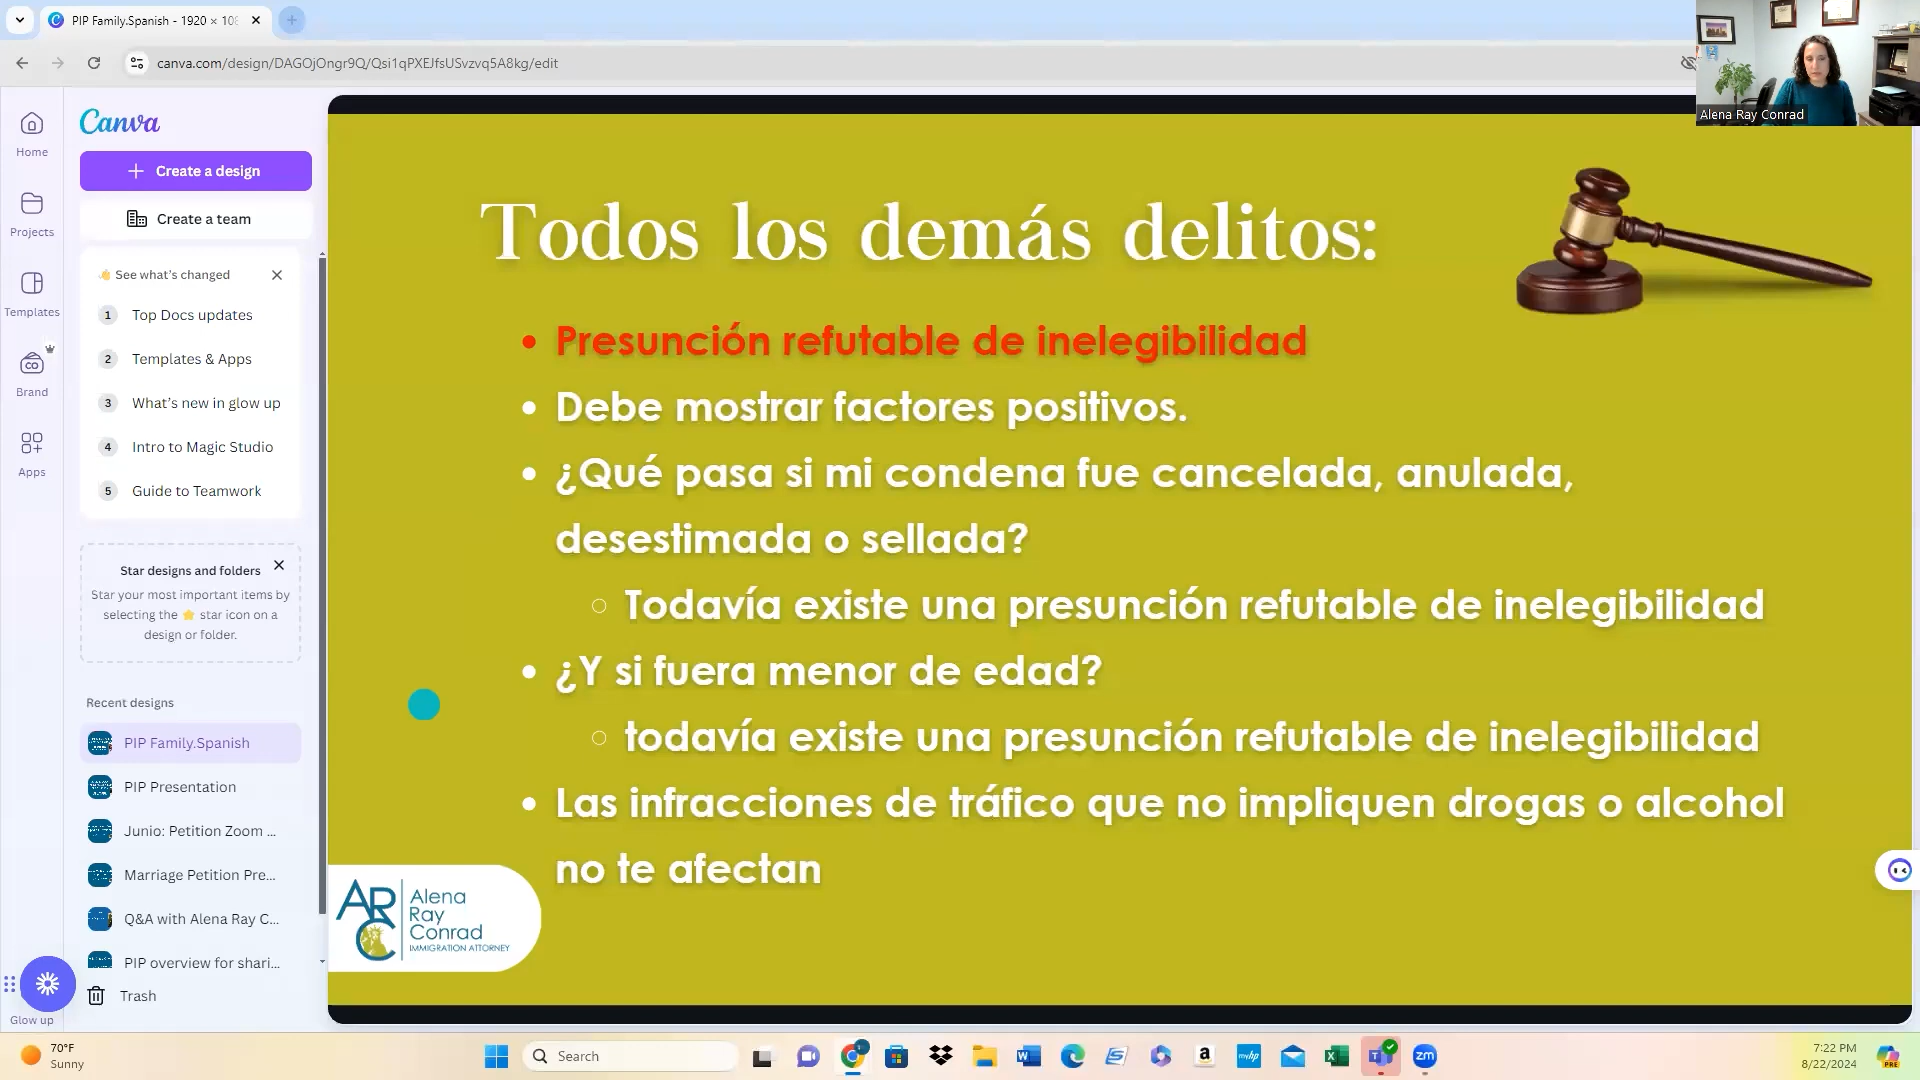 PIP Family.Spanish - 1920 × 108
canva.com/design/DAGOjOngr9Q/Qsi1qPXEJfsUSvzvq5A8kg/edit
Alena Ray Conrad
Home
Projects
Templates
Brand
Apps
Glow up
Canva
Create a design
Create a team
See what's changed
1 Top Docs updates
2 Templates & Apps
3 What's new in glow up
4 Intro to Magic Studio
5 Guide to Teamwork
Star designs and folders
Star your most important items by
selecting the ⭐ star icon on a
design or folder.
Recent designs
PIP Family.Spanish
PIP Presentation
Junio: Petition Zoom ...
Marriage Petition Pre...
Q&A with Alena Ray C...
PIP overview for shari...
Trash
Todos los demás delitos:
• Presunción refutable de inelegibilidad
• Debe mostrar factores positivos.
• ¿Qué pasa si mi condena fue cancelada, anulada,
desestimada o sellada?
○ Todavía existe una presunción refutable de inelegibilidad
• ¿Y si fuera menor de edad?
○ todavía existe una presunción refutable de inelegibilidad
• Las infracciones de tráfico que no impliquen drogas o alcohol
no te afectan
ARC
Alena
Ray
Conrad
IMMIGRATION ATTORNEY
70°F
Sunny
Search
7:22 PM
8/22/2024